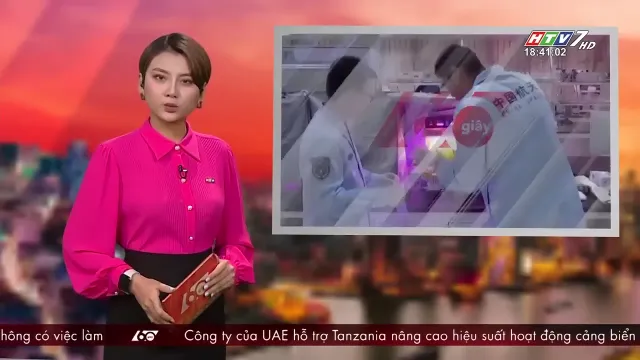 HTV7 HD
18:41:02
giây
hông có việc làm
60
Công ty của UAE hỗ trợ Tanzania nâng cao hiệu suất hoạt động cảng biển